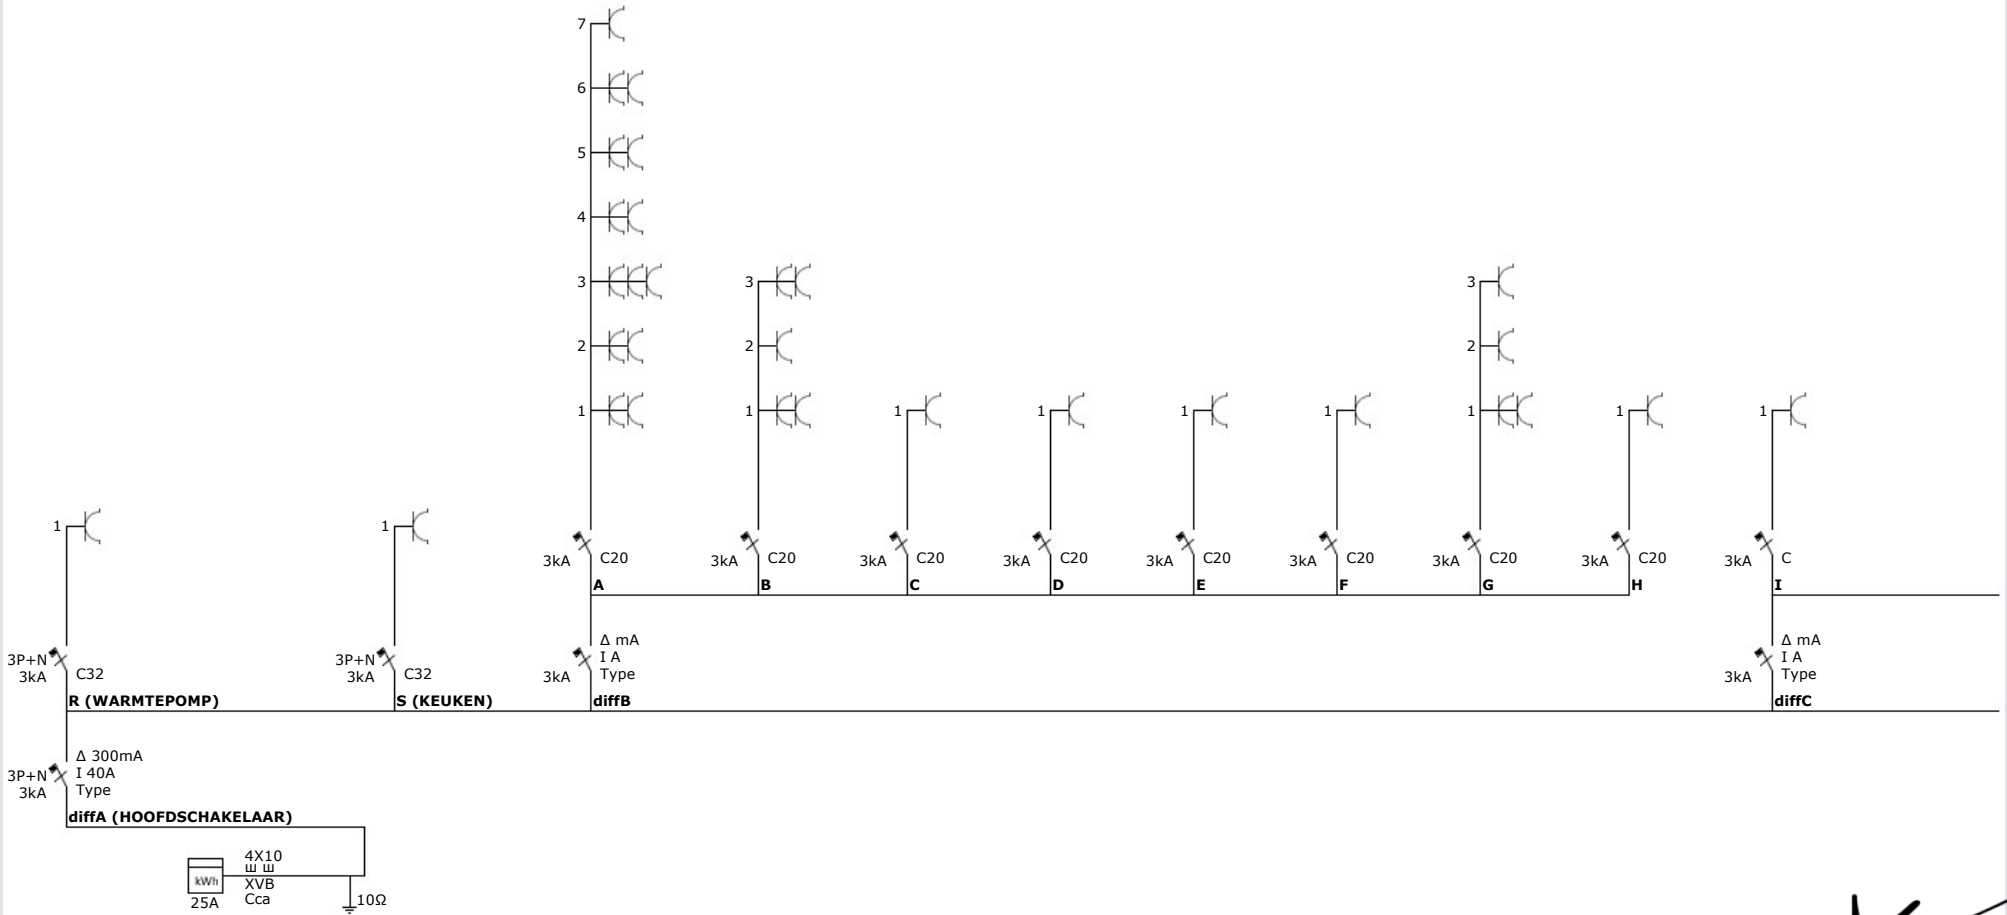 7
6
5
4
3 3 3
2 2 2
1 1 1 1 1 1 1 1 1
1 1
3kA C20 3kA C20 3kA C20 3kA C20 3kA C20 3kA C20 3kA C20 3kA C20 3kA C
A B C D E F G H I
Δ mA Δ mA
3P+N 3P+N I A I A
3kA C32 3kA C32 3kA Type 3kA Type
R (WARMTEPOMP) S (KEUKEN) diffB diffC
Δ 300mA
3P+N I 40A
3kA Type
diffA (HOOFDSCHAKELAAR)
4X10
kWh XVB
25A Cca 10Ω